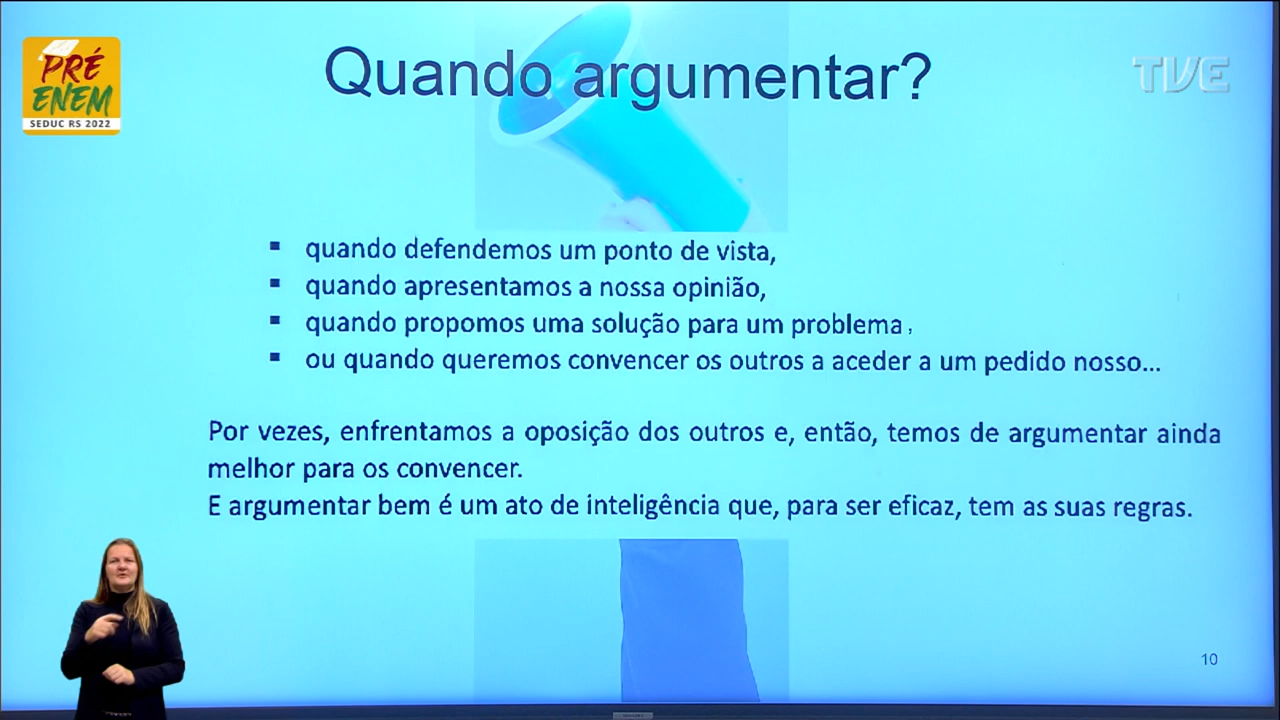 PRÉ
ENEM
SEDUC RS 2022
Quando argumentar?
TVE
▪ quando defendemos um ponto de vista,
▪ quando apresentamos a nossa opinião,
▪ quando propomos uma solução para um problema,
▪ ou quando queremos convencer os outros a aceder a um pedido nosso...
Por vezes, enfrentamos a oposição dos outros e, então, temos de argumentar ainda
melhor para os convencer.
E argumentar bem é um ato de inteligência que, para ser eficaz, tem as suas regras.
10